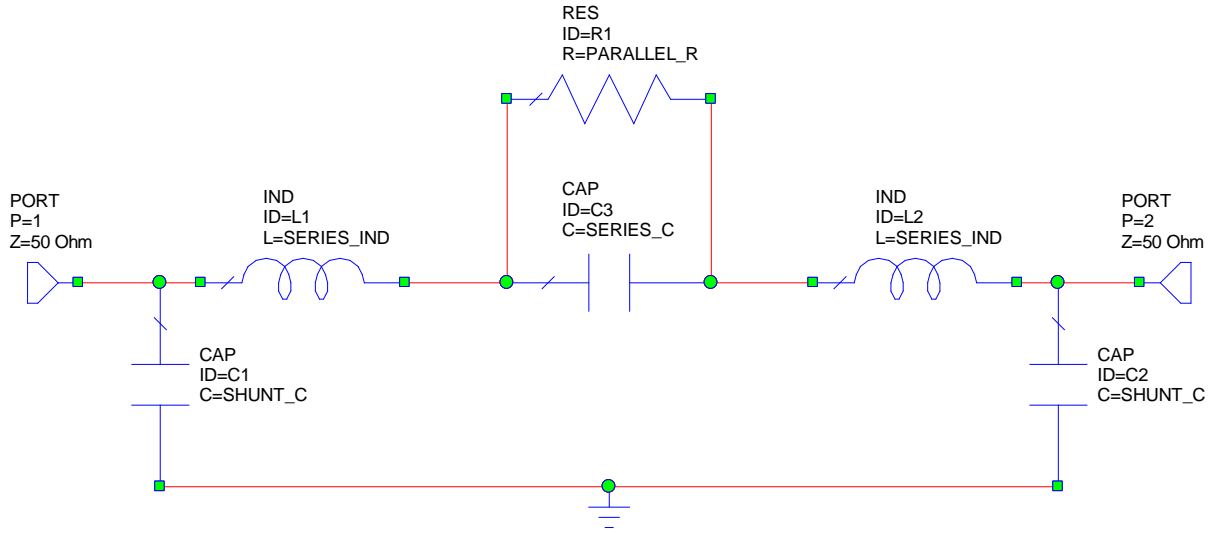 RES
ID=R1
R=PARALLEL_R
PORT
P=1
Z=50 Ohm
IND
ID=L1
L=SERIES_IND
CAP
ID=C3
C=SERIES_C
IND
ID=L2
L=SERIES_IND
PORT
P=2
Z=50 Ohm
CAP
ID=C1
C=SHUNT_C
CAP
ID=C2
C=SHUNT_C